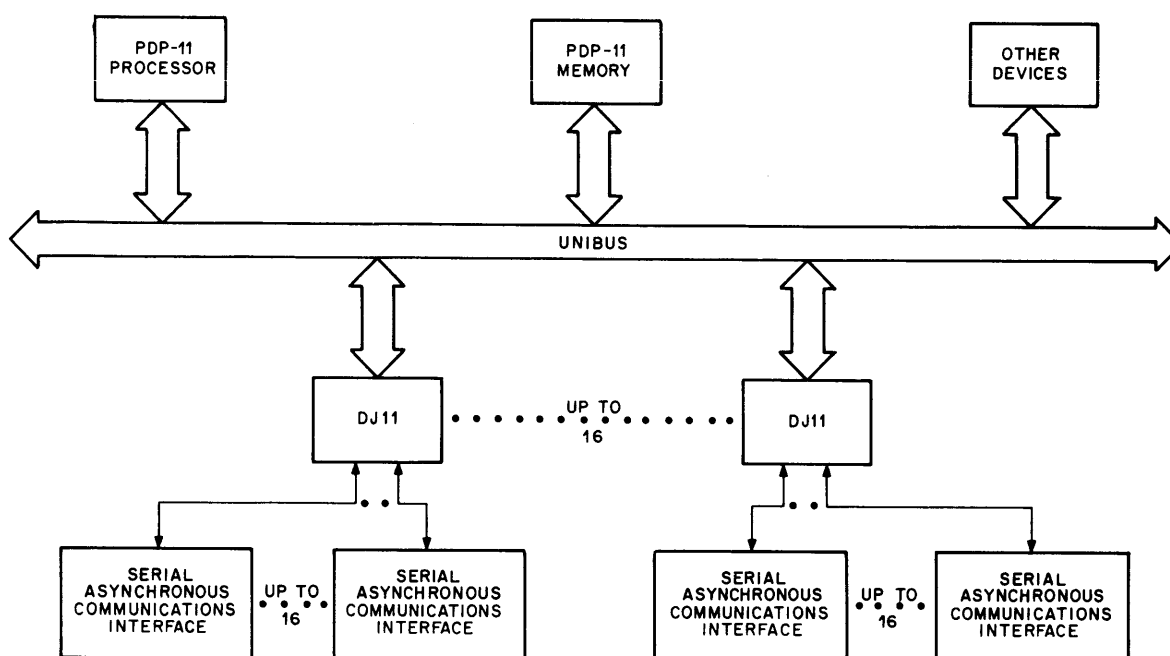 PDP-11
PROCESSOR
PDP-11
MEMORY
OTHER
DEVICES
UNIBUS
DJ11
UP TO
16
DJ11
SERIAL
ASYNCHRONOUS
COMMUNICATIONS
INTERFACE
UP TO
16
SERIAL
ASYNCHRONOUS
COMMUNICATIONS
INTERFACE
SERIAL
ASYNCHRONOUS
COMMUNICATIONS
INTERFACE
UP TO
16
SERIAL
ASYNCHRONOUS
COMMUNICATIONS
INTERFACE